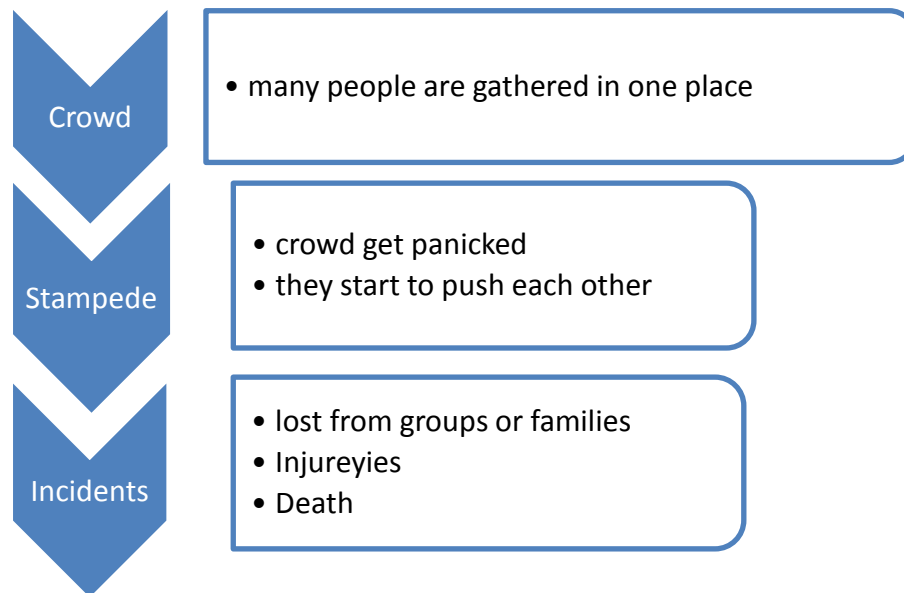 Crowd
• many people are gathered in one place
Stampede
• crowd get panicked
• they start to push each other
Incidents
• lost from groups or families
• Injureyies
• Death